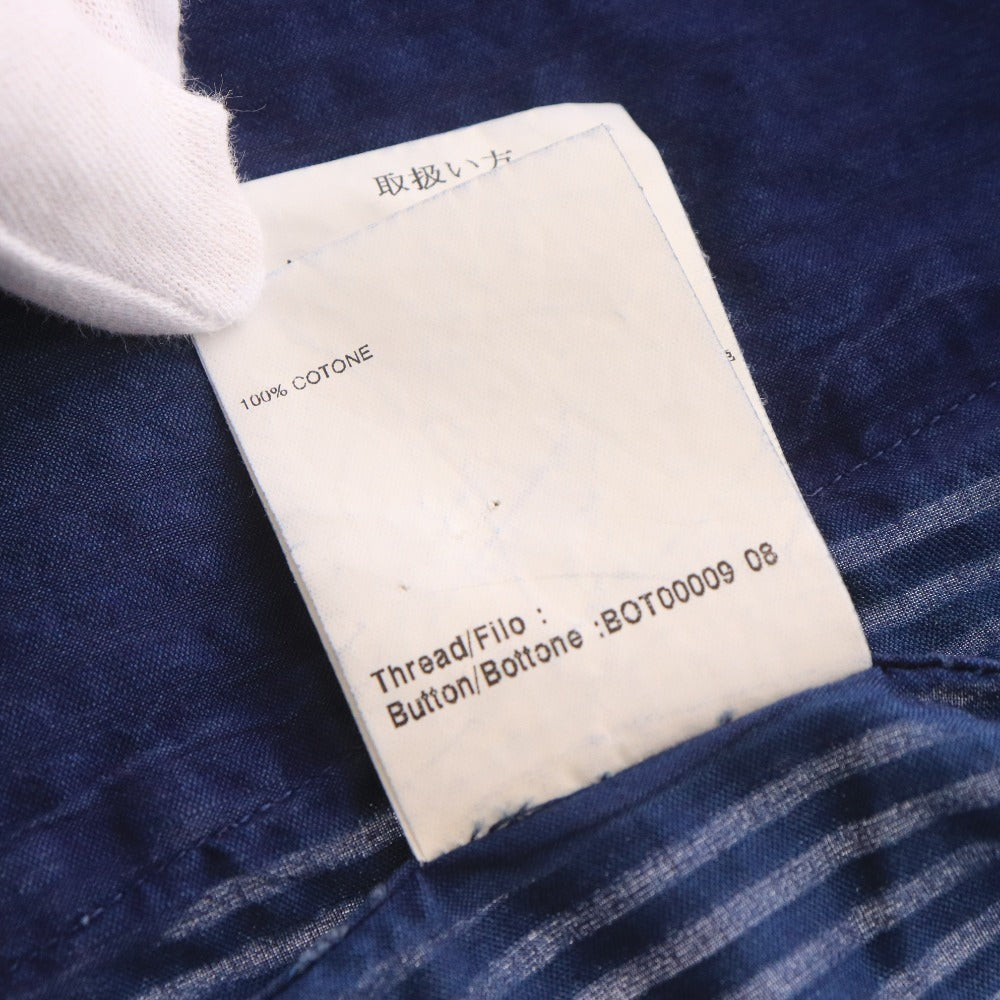 取扱い方
100% COTONE
Thread/Filo :
Button/Bottone :BOT00009 08